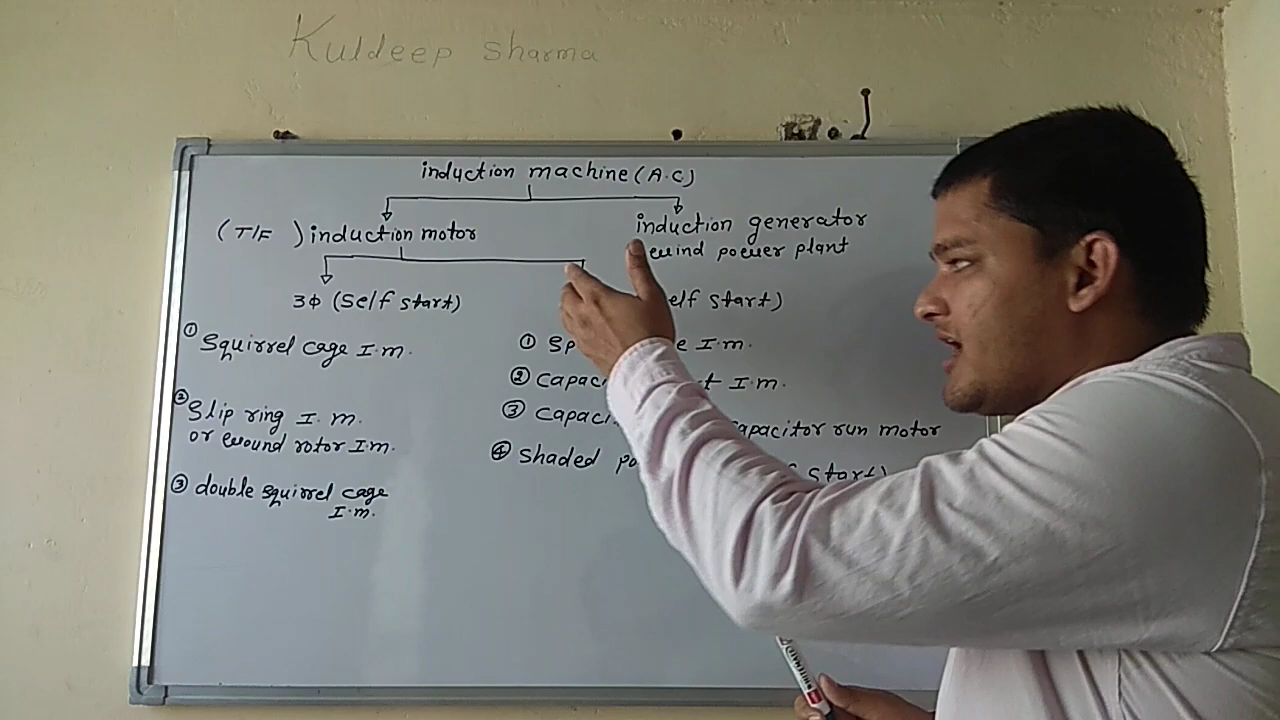 Kuldeep Sharma
induction machine (A.C)
(T/F ) induction motor
induction generator
wind power plant
3Φ (Self start)
elf start)
① Squirrel cage I.m.
② Slip ring I.m.
or wound rotor I.m.
③ double squirrel cage
I.m.
① Sp e I.m.
② Capac t I.m.
③ Capaci capacitor run motor
④ Shaded po f start)